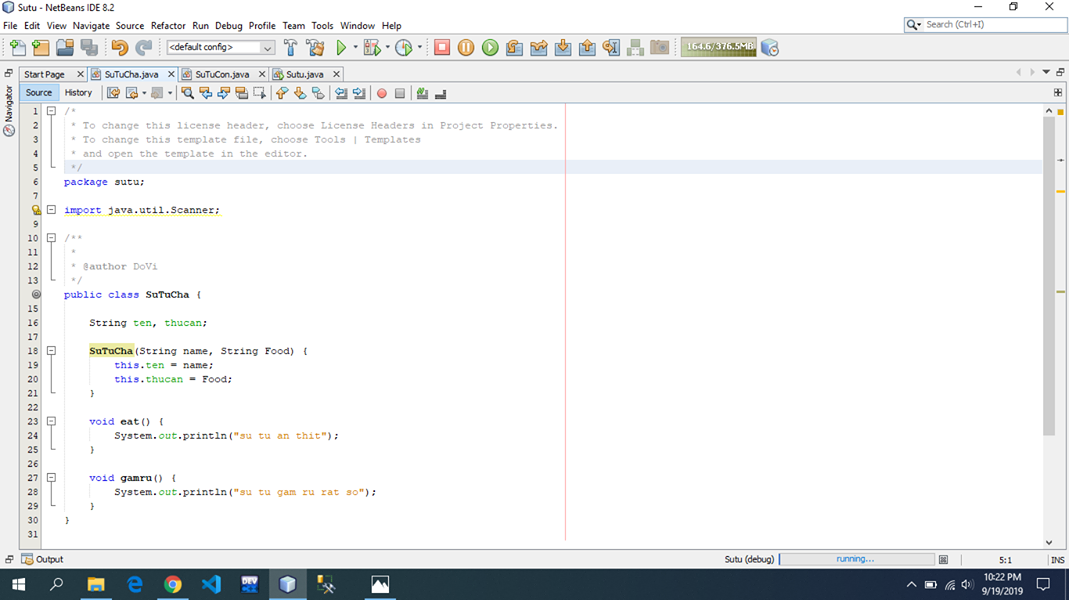 Sutu - NetBeans IDE 8.2
File Edit View Navigate Source Refactor Run Debug Profile Team Tools Window Help
Search (Ctrl+I)
<default config>
164.6/376.5MB
Start Page SuTuCha.java SuTuCon.java Sutu.java
Source History
Navigator
1 /*
2 * To change this license header, choose License Headers in Project Properties.
3 * To change this template file, choose Tools | Templates
4 * and open the template in the editor.
5 */
6 package sutu;
7
import java.util.Scanner;
9
10 /**
11 *
12 * @author DoVi
13 */
public class SuTuCha {
15
16 String ten, thucan;
17
18 SuTuCha(String name, String Food) {
19 this.ten = name;
20 this.thucan = Food;
21 }
22
23 void eat() {
24 System.out.println("su tu an thit");
25 }
26
27 void gamru() {
28 System.out.println("su tu gam ru rat so");
29 }
30 }
31
Output
Sutu (debug) running... 5:1 INS
DEV
10:22 PM
9/19/2019